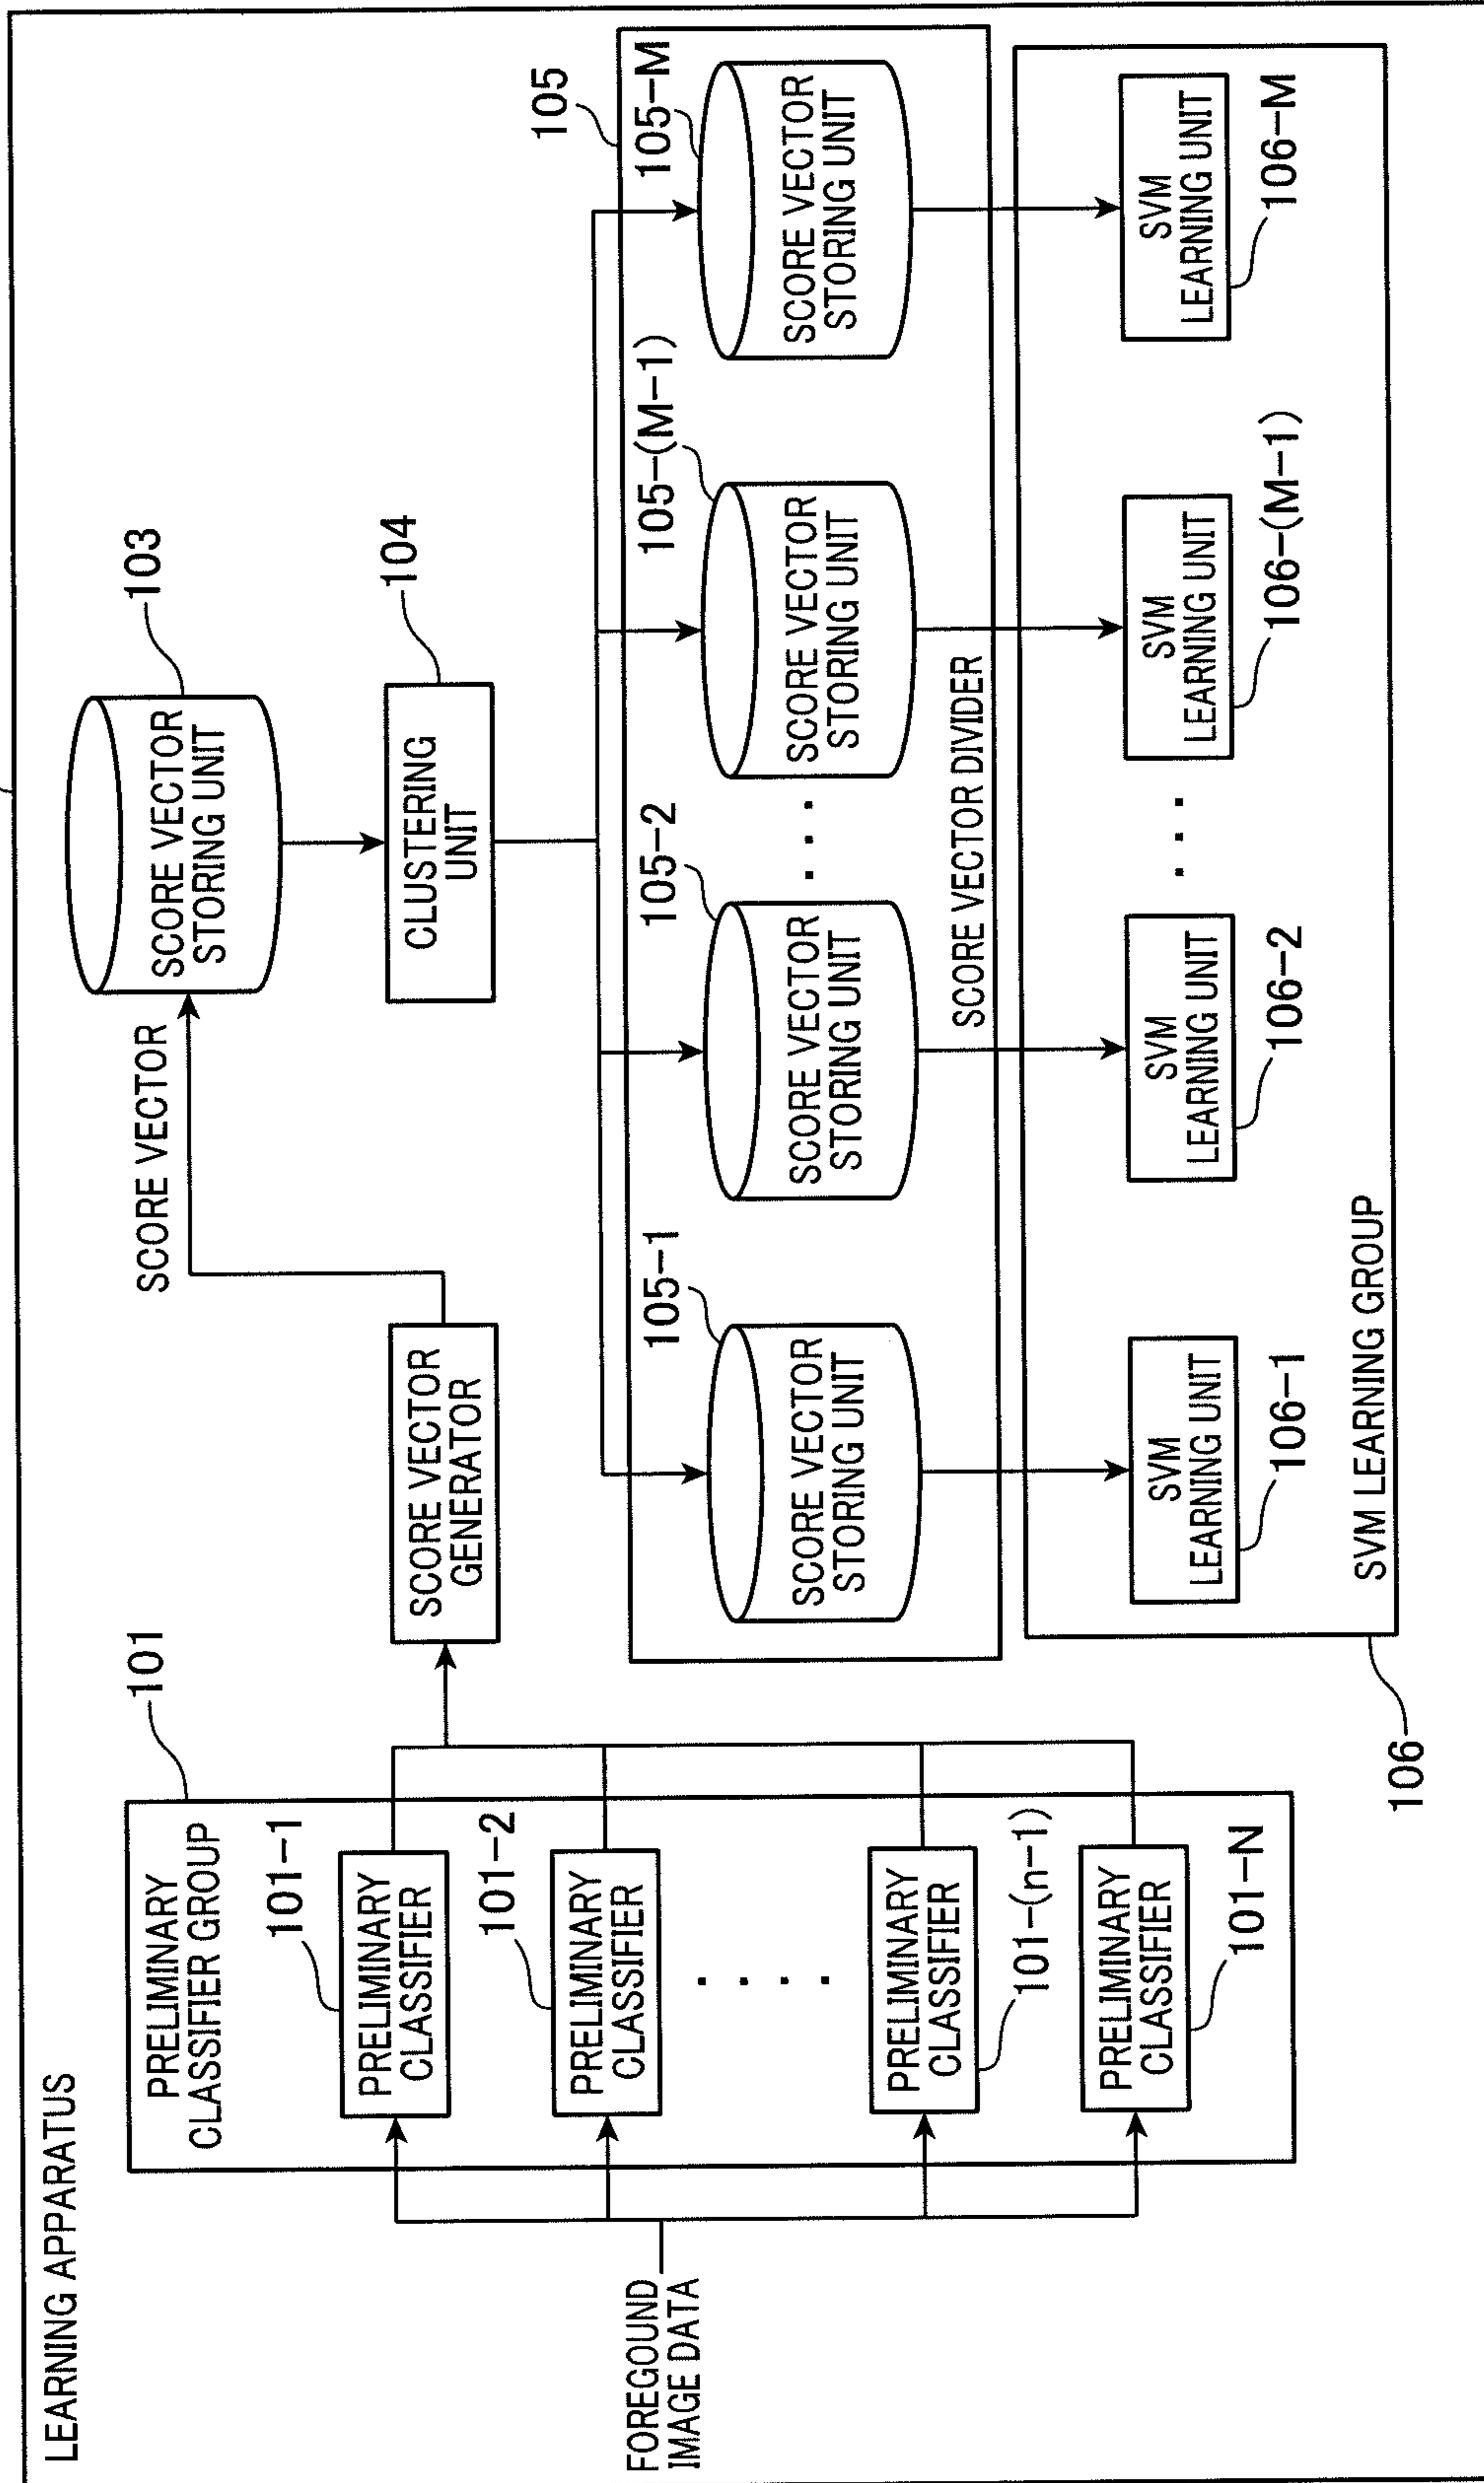 LEARNING APPARATUS
PRELIMINARY
CLASSIFIER GROUP
101
101-1
PRELIMINARY
CLASSIFIER
101-2
PRELIMINARY
CLASSIFIER
. . . .
PRELIMINARY
CLASSIFIER
101-(n-1)
PRELIMINARY
CLASSIFIER
101-N
FOREGOUND
IMAGE DATA
SCORE VECTOR
GENERATOR
SCORE VECTOR
SCORE VECTOR
STORING UNIT
103
CLUSTERING
UNIT
104
105
105-1
SCORE VECTOR
STORING UNIT
105-2
SCORE VECTOR
STORING UNIT
. . .
105-(M-1)
SCORE VECTOR
STORING UNIT
105-M
SCORE VECTOR
STORING UNIT
SCORE VECTOR DIVIDER
SVM
LEARNING UNIT
106-1
SVM
LEARNING UNIT
106-2
. . .
SVM
LEARNING UNIT
106-(M-1)
SVM
LEARNING UNIT
106-M
SVM LEARNING GROUP
106